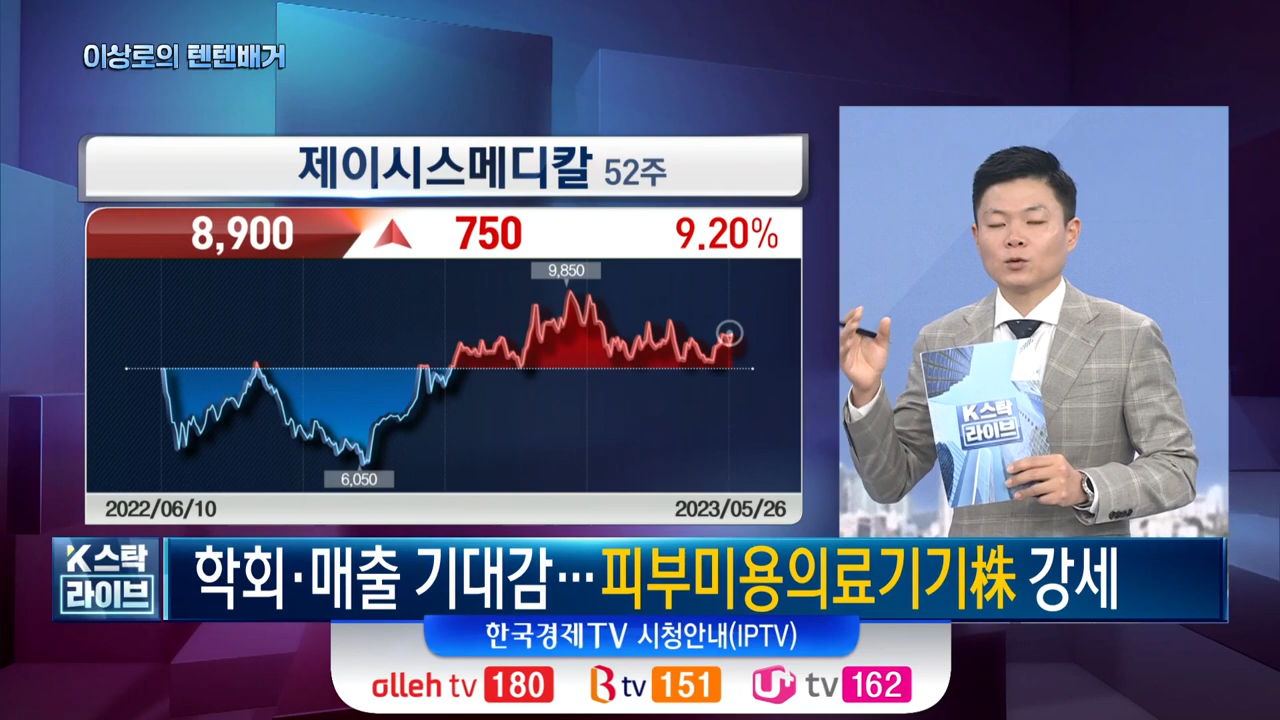 이상로의 텐텐배거
제이시스메디칼 52주
8,900 ▲ 750 9.20%
9,850
6,050
2022/06/10 2023/05/26
K스탁
라이브
K스탁
라이브
학회·매출 기대감…피부미용의료기기株 강세
한국경제TV 시청안내(IPTV)
olleh tv 180 B tv 151 U+ tv 162